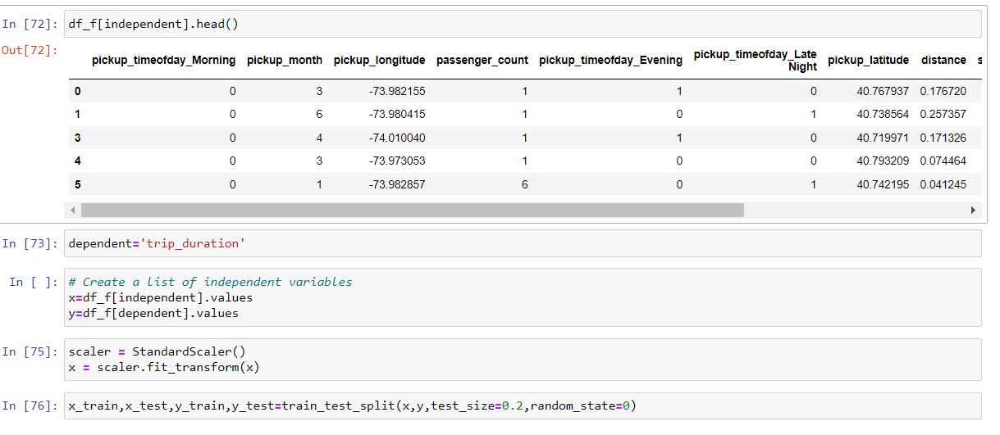 In [72]: df_f[independent].head()
Out[72]:
pickup_timeofday_Morning pickup_month pickup_longitude passenger_count pickup_timeofday_Evening pickup_timeofday_Late Night pickup_latitude distance s
0 0 3 -73.982155 1 1 0 40.767937 0.176720
1 0 6 -73.980415 1 0 1 40.738564 0.257357
3 0 4 -74.010040 1 1 0 40.719971 0.171326
4 0 3 -73.973053 1 0 0 40.793209 0.074464
5 0 1 -73.982857 6 0 1 40.742195 0.041245
In [73]: dependent='trip_duration'
In [ ]: # Create a list of independent variables
x=df_f[independent].values
y=df_f[dependent].values
In [75]: scaler = StandardScaler()
x = scaler.fit_transform(x)
In [76]: x_train,x_test,y_train,y_test=train_test_split(x,y,test_size=0.2,random_state=0)